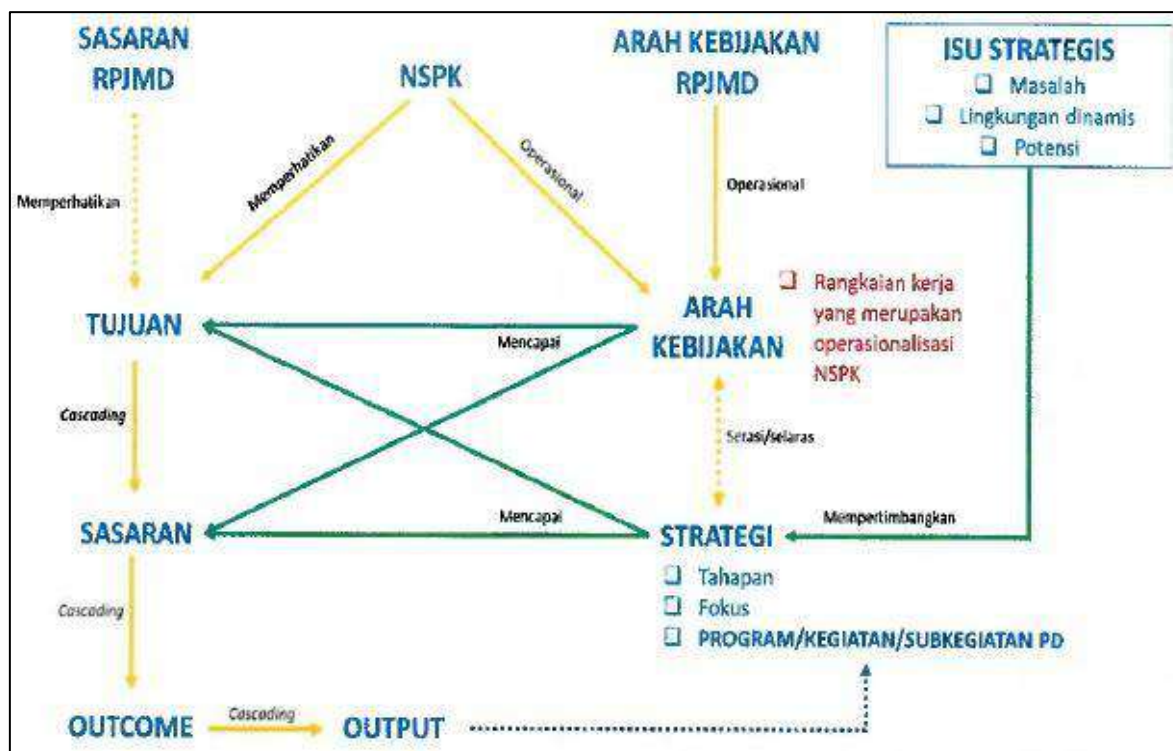 SASARAN
RPJMD
NSPK
ARAH KEBIJAKAN
RPJMD
ISU STRATEGIS
Masalah
Lingkungan dinamis
Potensi
Memperhatikan
Memperhatikan
Operasional
Operasional
TUJUAN
Mencapai
ARAH
KEBIJAKAN
Rangkaian kerja
yang merupakan
operasionalisasi
NSPK
Cascading
Serasi/selaras
SASARAN
Mencapai
STRATEGI
Mempertimbangkan
Tahapan
Fokus
PROGRAM/KEGIATAN/SUBKEGIATAN PD
Cascading
OUTCOME
Cascading
OUTPUT